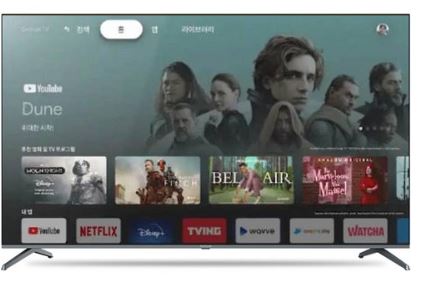 Google TV 검색 홈 앱 라이브러리
YouTube
Dune
위대한 시작!
추천 영화 및 TV 프로그램
MOON KNIGHT
Disney+
FINCH
BEL AIR
AMAZON ORIGINAL
The Marvelous Mrs. Maisel
내 앱
YouTube
NETFLIX
Disney+
TVING
wavve
WATCHA